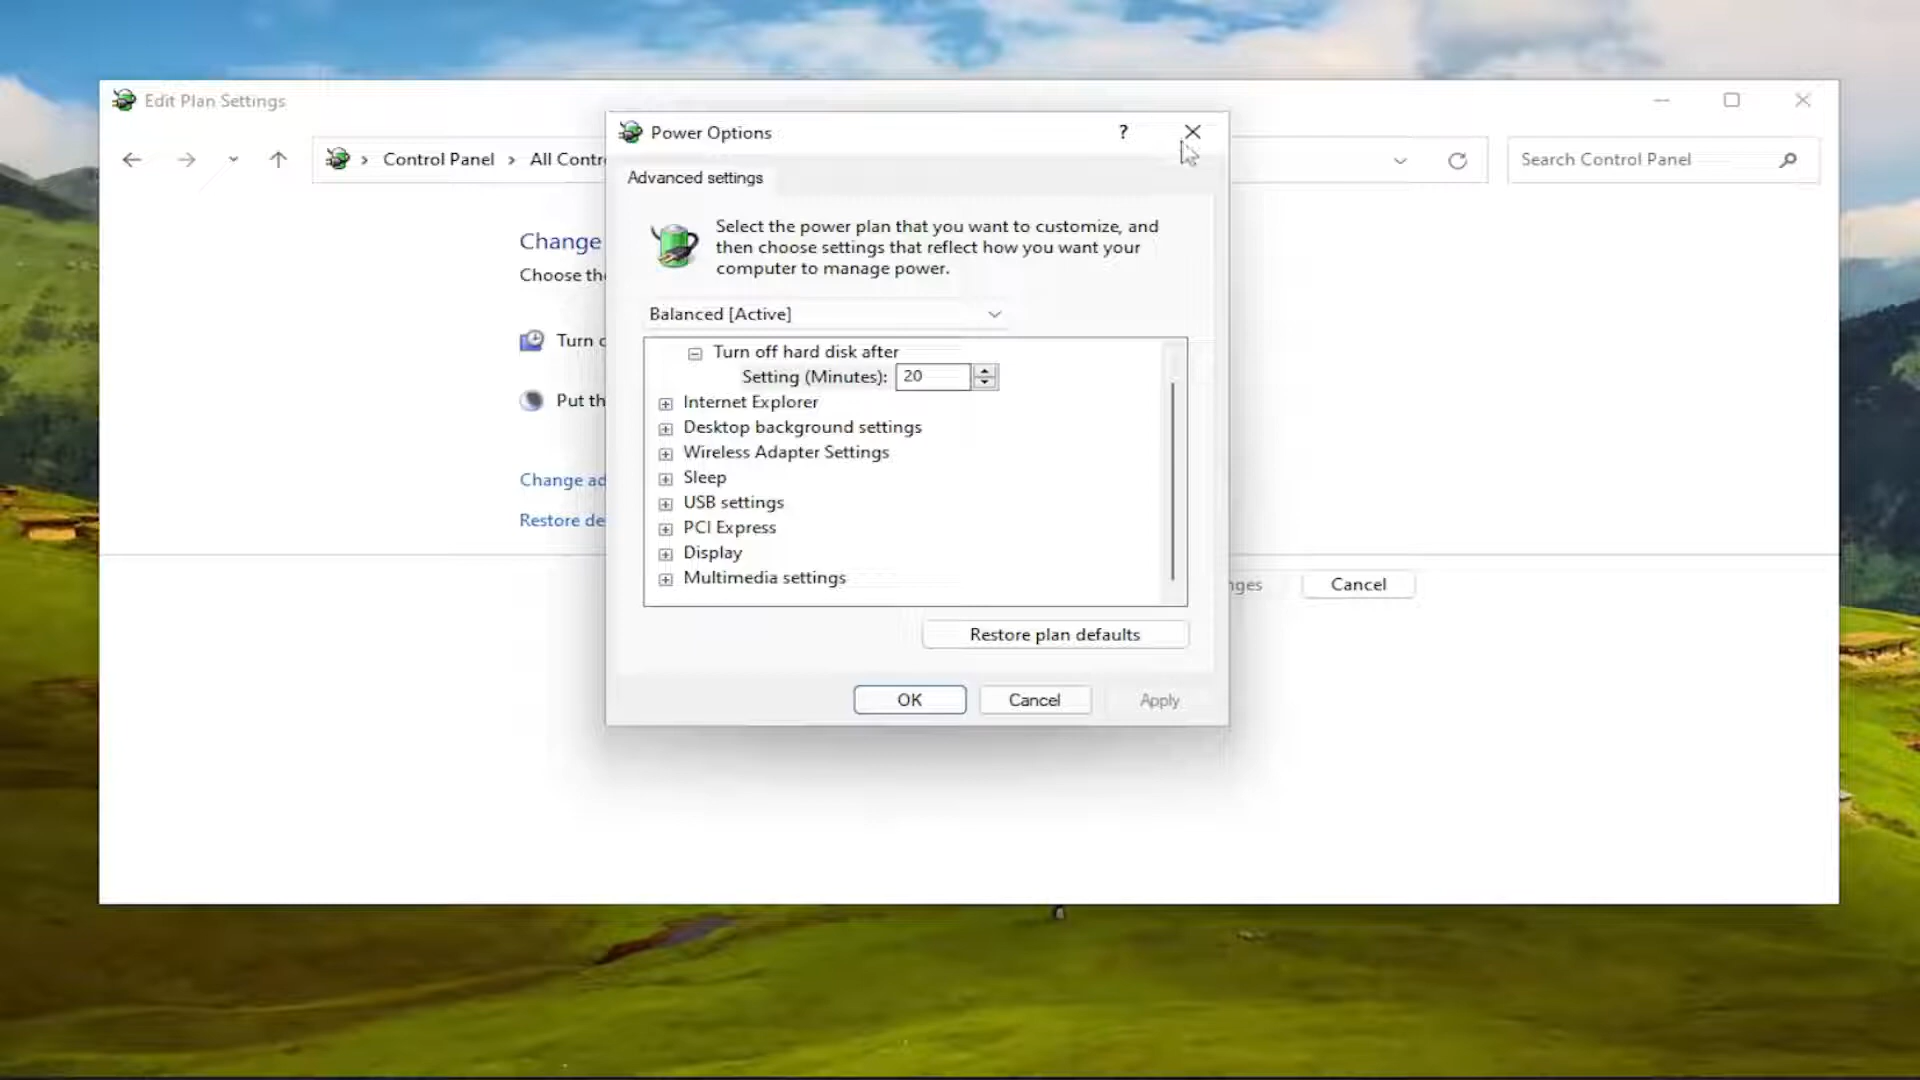 Edit Plan Settings
Control Panel > All Contr
Search Control Panel
Change
Choose the
Turn o
Put th
Change ad
Restore de
nges
Cancel
Power Options
?
Advanced settings
Select the power plan that you want to customize, and
then choose settings that reflect how you want your
computer to manage power.
Balanced [Active]
Turn off hard disk after
Setting (Minutes): 20
Internet Explorer
Desktop background settings
Wireless Adapter Settings
Sleep
USB settings
PCI Express
Display
Multimedia settings
Restore plan defaults
OK
Cancel
Apply